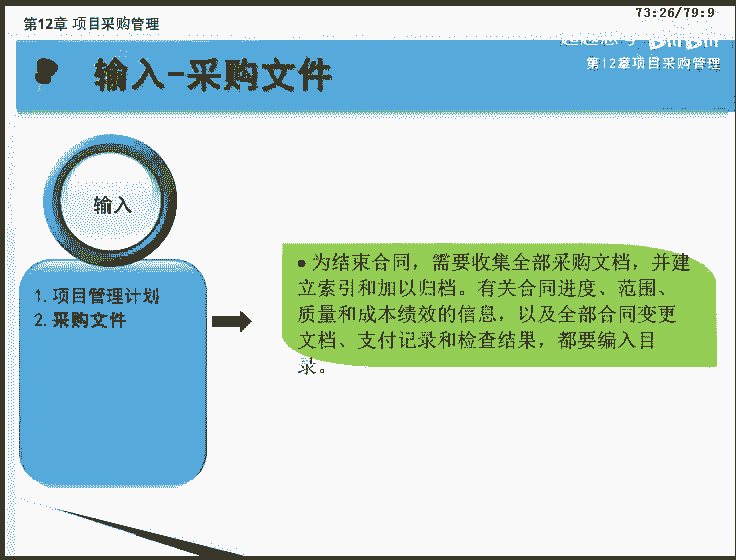 第12章 项目采购管理
73:26/79:9
第12章项目采购管理
输入-采购文件
输入
1. 项目管理计划
2. 采购文件
● 为结束合同，需要收集全部采购文档，并建
立索引和加以归档。有关合同进度、范围、
质量和成本绩效的信息，以及全部合同变更
文档、支付记录和检查结果，都要编入目
录。